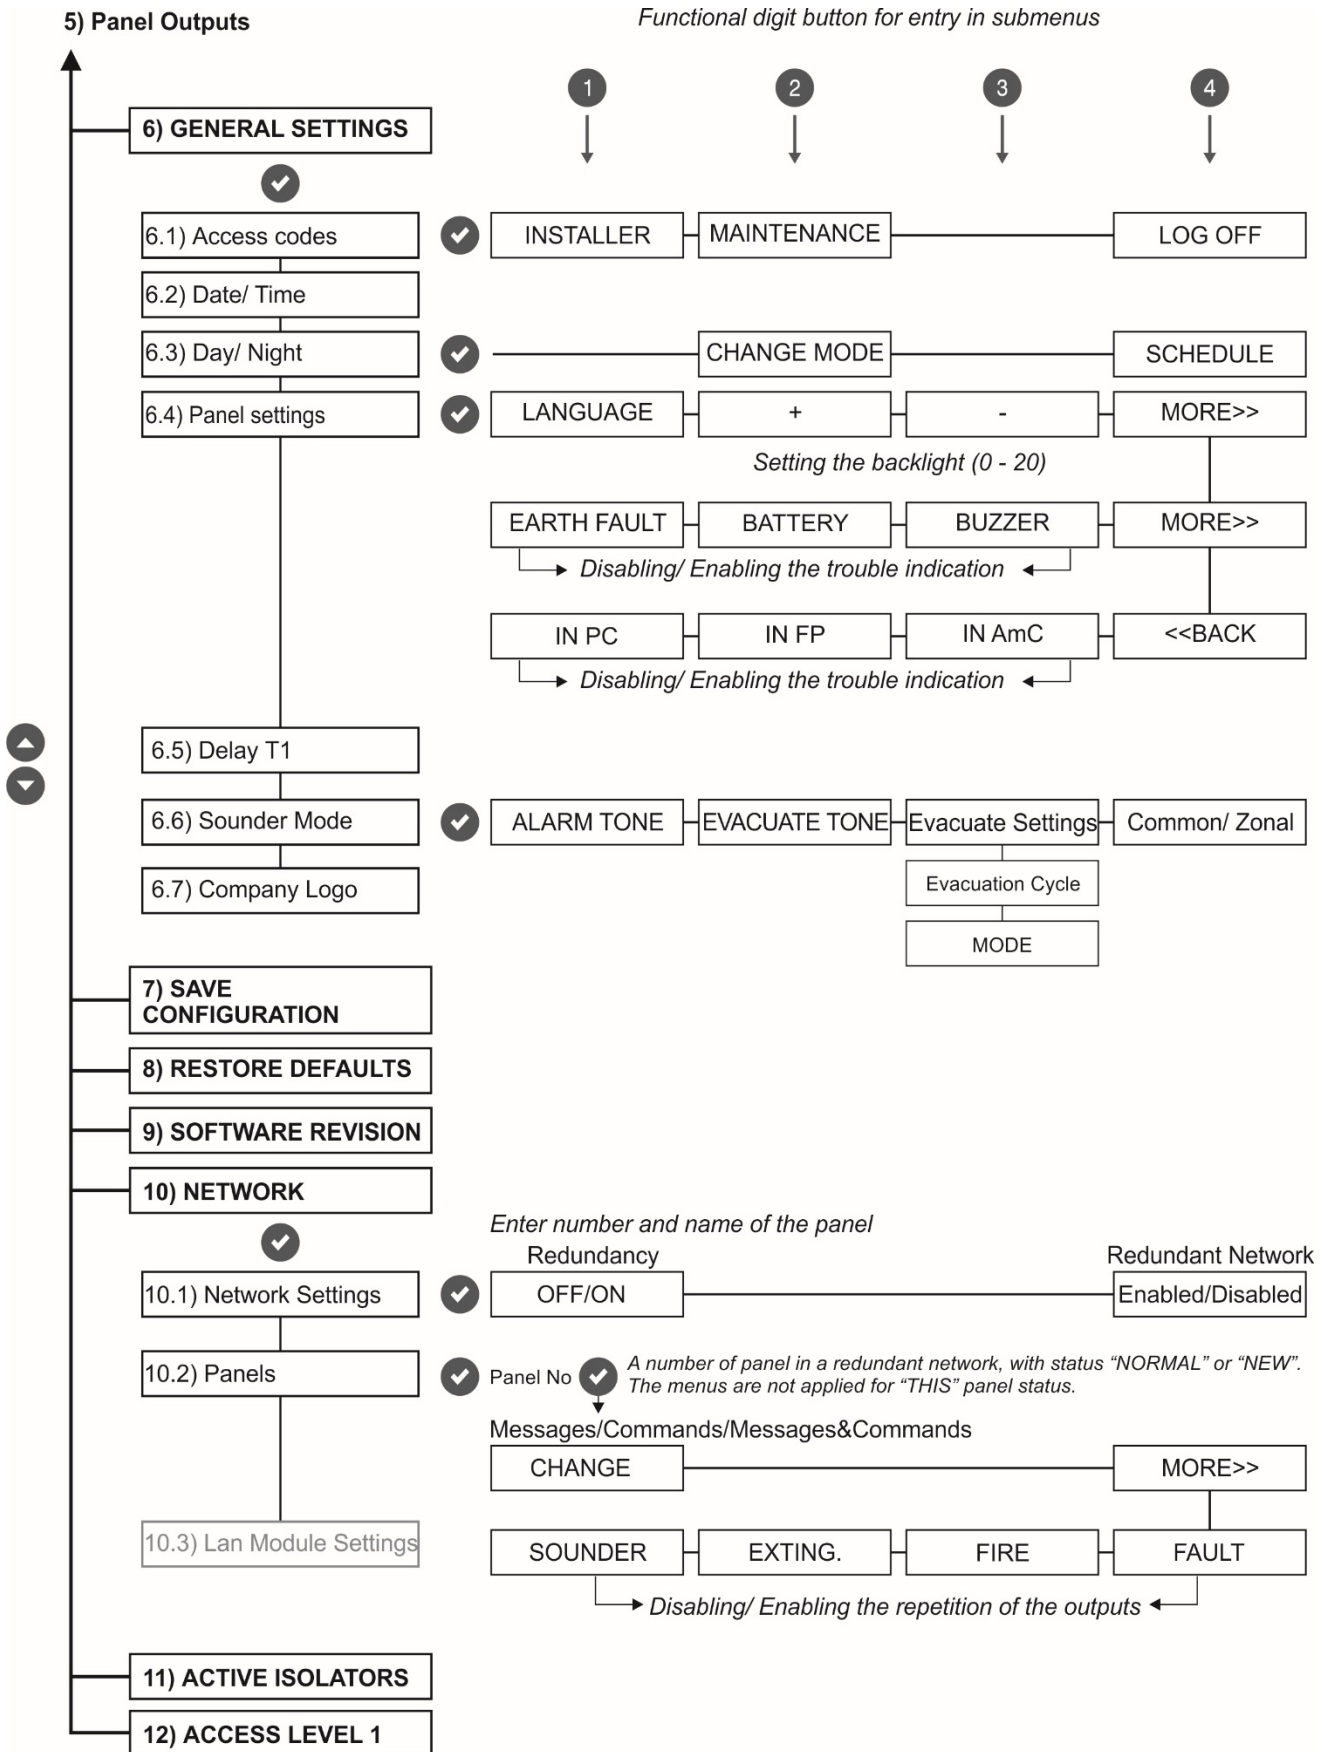 5) Panel Outputs
Functional digit button for entry in submenus
1
2
3
4
6) GENERAL SETTINGS
6.1) Access codes
INSTALLER
MAINTENANCE
LOG OFF
6.2) Date/ Time
6.3) Day/ Night
CHANGE MODE
SCHEDULE
6.4) Panel settings
LANGUAGE
+
-
MORE>>
Setting the backlight (0 - 20)
EARTH FAULT
BATTERY
BUZZER
MORE>>
Disabling/ Enabling the trouble indication
IN PC
IN FP
IN AmC
<<BACK
Disabling/ Enabling the trouble indication
6.5) Delay T1
6.6) Sounder Mode
ALARM TONE
EVACUATE TONE
Evacuate Settings
Common/ Zonal
6.7) Company Logo
Evacuation Cycle
MODE
7) SAVE
CONFIGURATION
8) RESTORE DEFAULTS
9) SOFTWARE REVISION
10) NETWORK
Enter number and name of the panel
Redundancy
Redundant Network
10.1) Network Settings
OFF/ON
Enabled/Disabled
10.2) Panels
Panel No
A number of panel in a redundant network, with status “NORMAL” or “NEW”.
The menus are not applied for “THIS” panel status.
Messages/Commands/Messages&Commands
CHANGE
MORE>>
10.3) Lan Module Settings
SOUNDER
EXTING.
FIRE
FAULT
Disabling/ Enabling the repetition of the outputs
11) ACTIVE ISOLATORS
12) ACCESS LEVEL 1